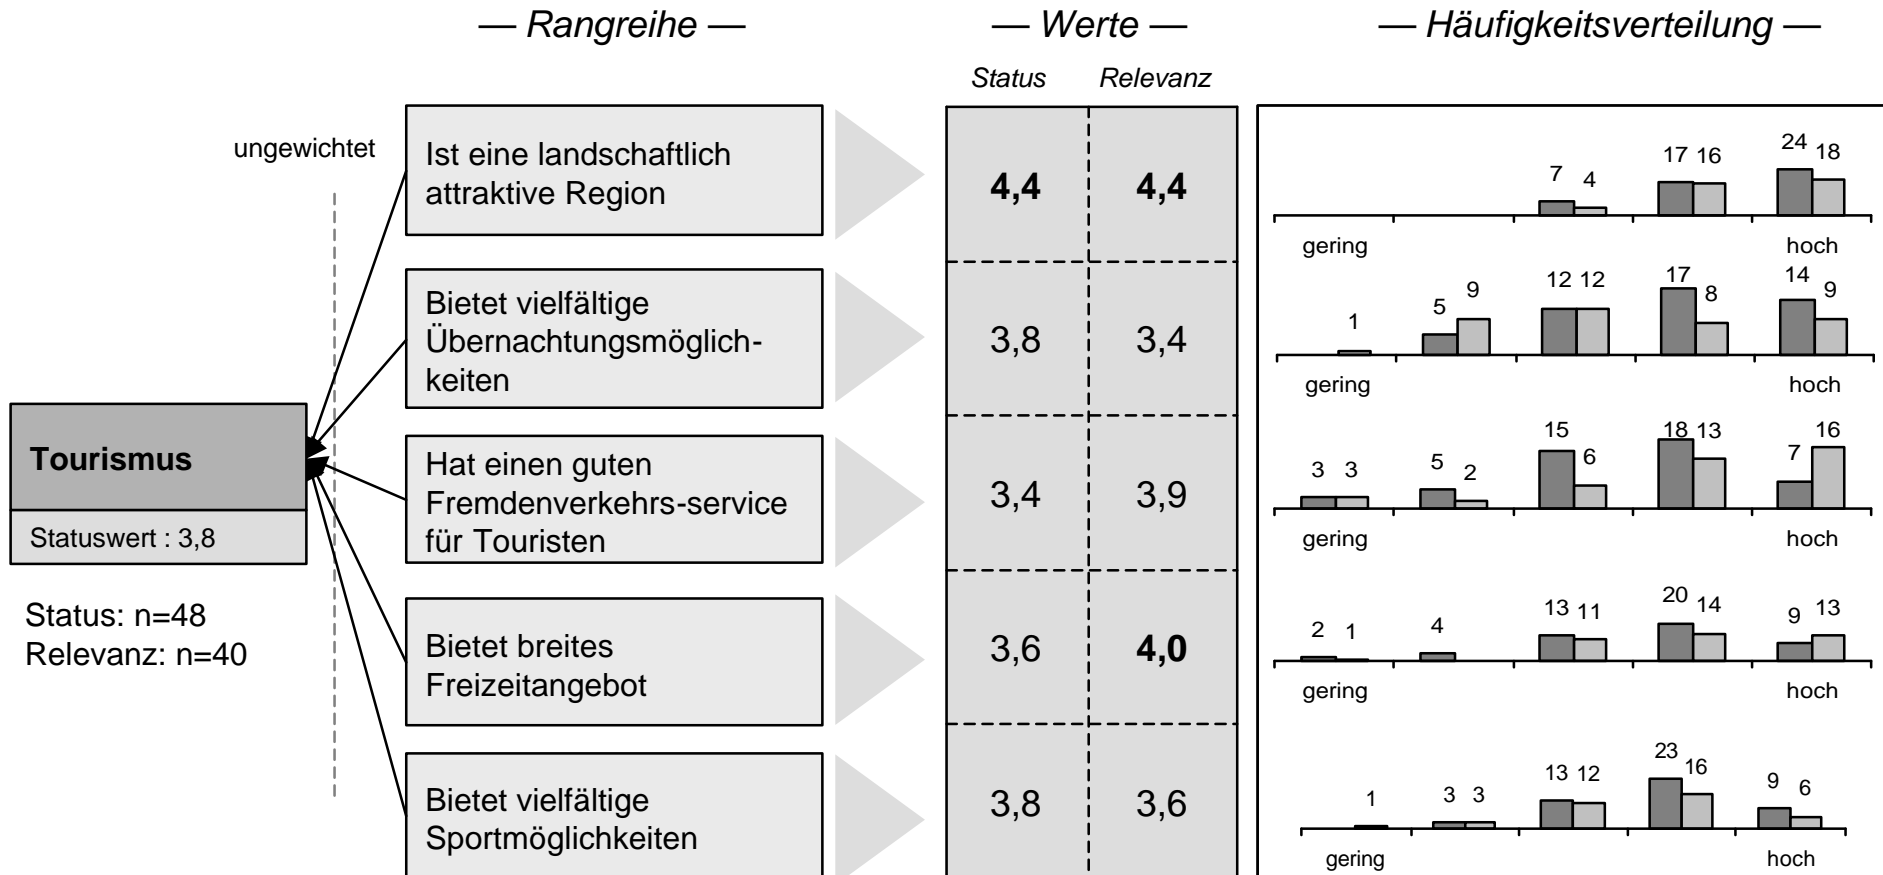 — Rangreihe —
— Werte —
— Häufigkeitsverteilung —
Status
Relevanz
ungewichtet
Ist eine landschaftlich
attraktive Region
4,4
4,4
7 4 17 16 24 18
gering
hoch
Bietet vielfältige
Übernachtungsmöglich-
keiten
3,8
3,4
1 5 9 12 12 17 8 14 9
gering
hoch
Tourismus
Statuswert : 3,8
Status: n=48
Relevanz: n=40
Hat einen guten
Fremdenverkehrs-service
für Touristen
3,4
3,9
3 3 5 2 15 6 18 13 7 16
gering
hoch
Bietet breites
Freizeitangebot
3,6
4,0
2 1 4 13 11 20 14 9 13
gering
hoch
Bietet vielfältige
Sportmöglichkeiten
3,8
3,6
1 3 3 13 12 23 16 9 6
gering
hoch